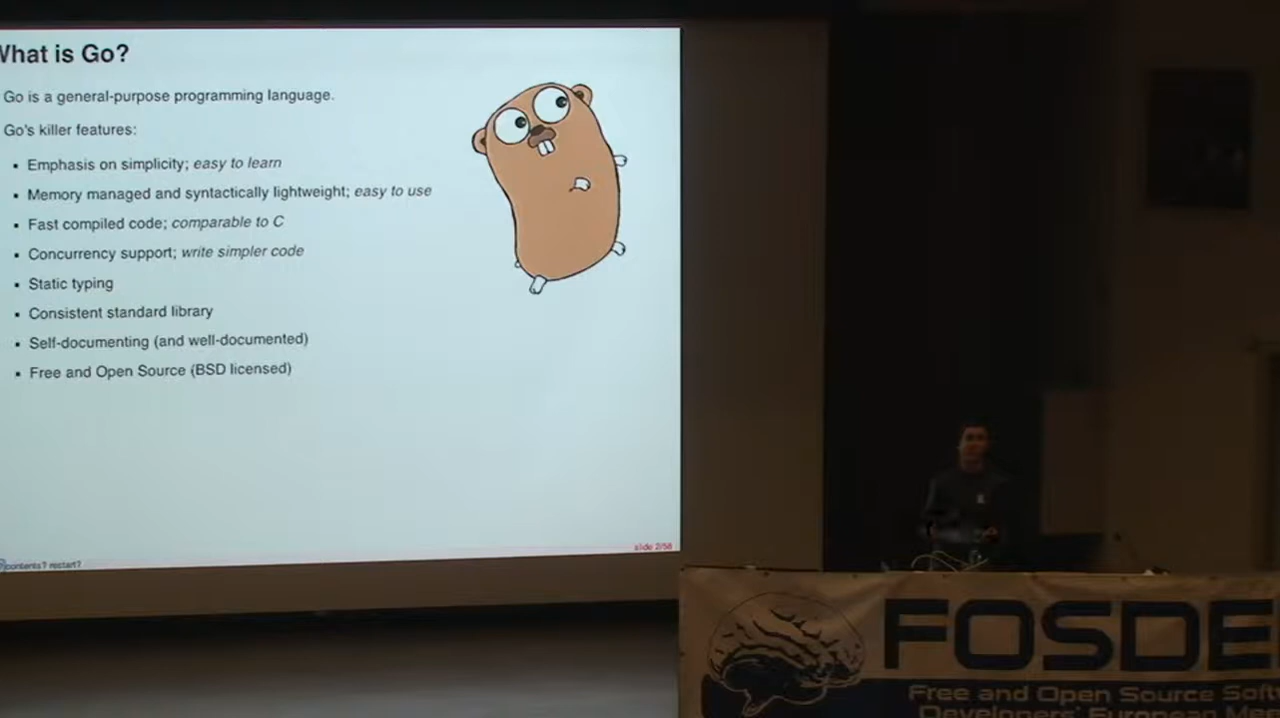 What is Go?
Go is a general-purpose programming language.
Go's killer features:
▪ Emphasis on simplicity; easy to learn
▪ Memory managed and syntactically lightweight; easy to use
▪ Fast compiled code; comparable to C
▪ Concurrency support; write simpler code
▪ Static typing
▪ Consistent standard library
▪ Self-documenting (and well-documented)
▪ Free and Open Source (BSD licensed)
slide 2/58
contents? restart?
FOSDE
Free and Open Source Soft
Developers' European Mee